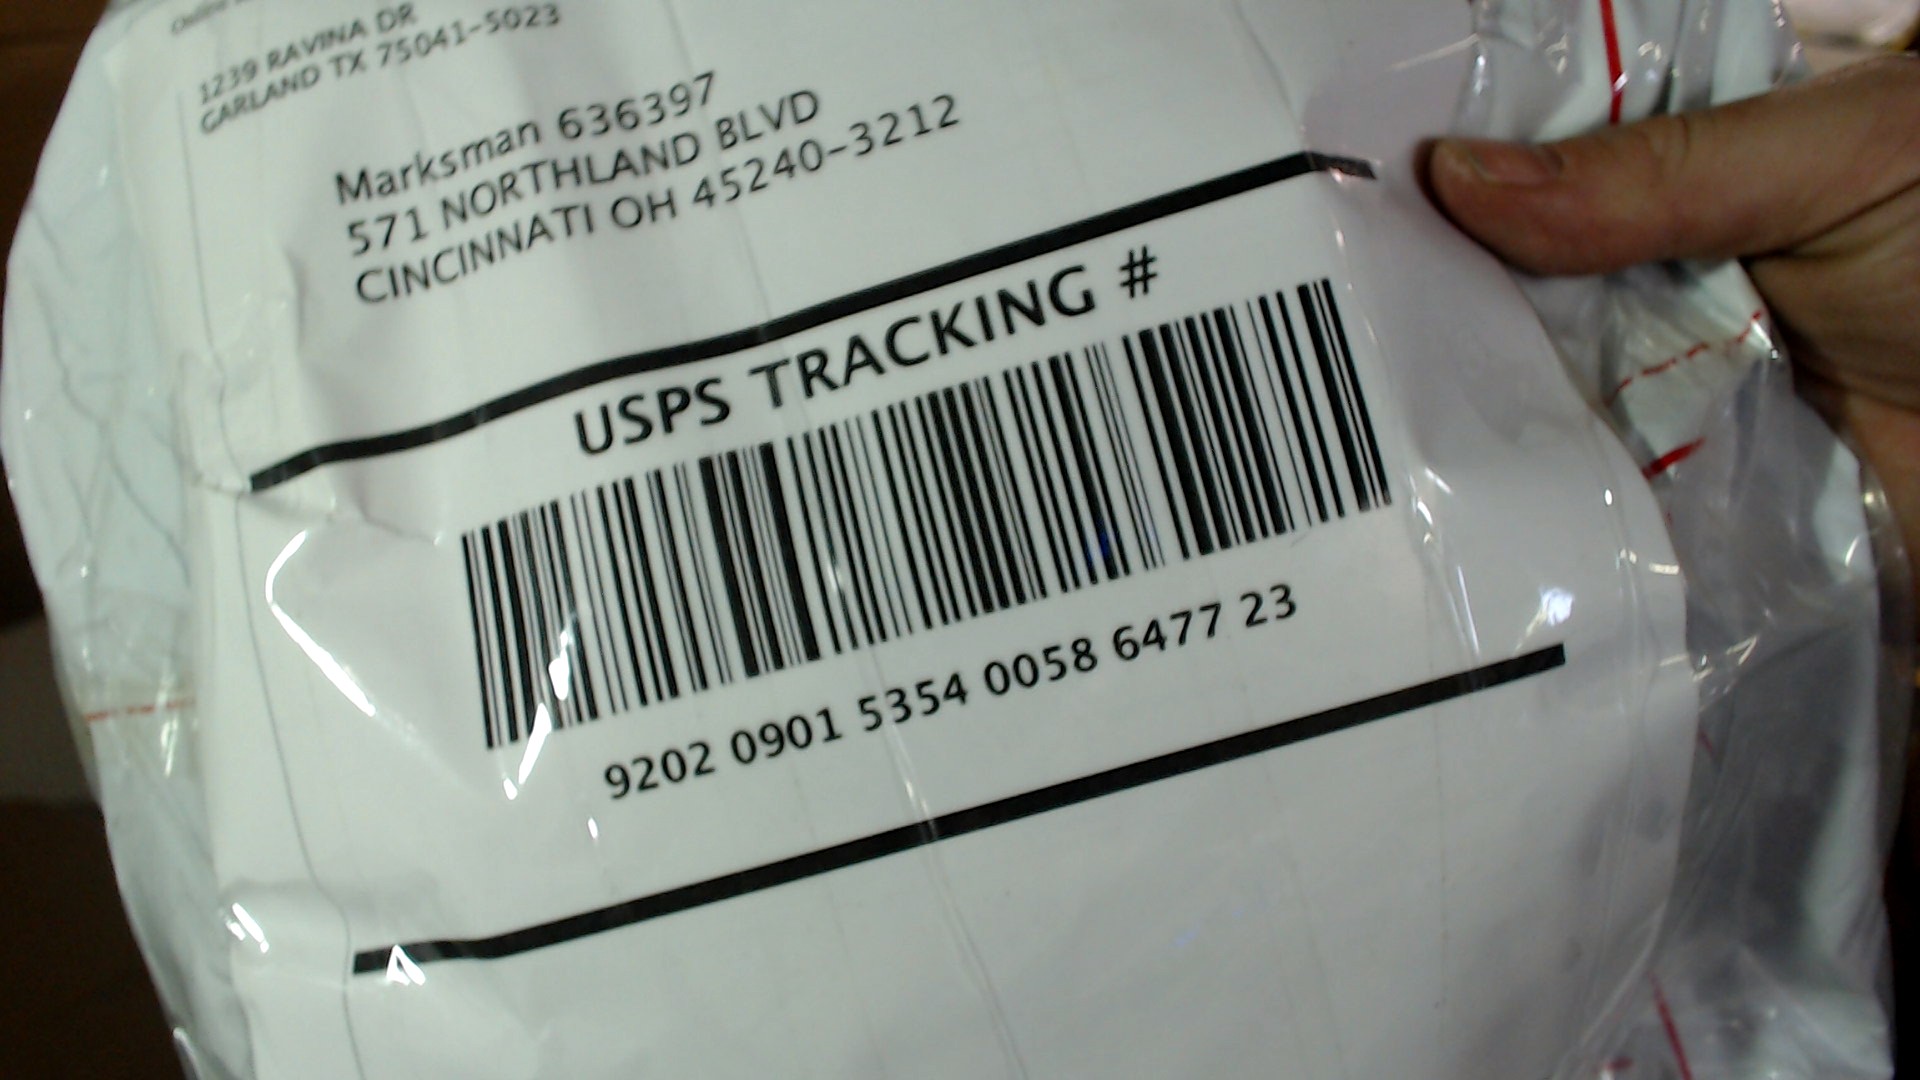 1239 RAVINA DR
GARLAND TX 75041-5023
Marksman 636397
571 NORTHLAND BLVD
CINCINNATI OH 45240-3212
USPS TRACKING #
9202 0901 5354 0058 6477 23